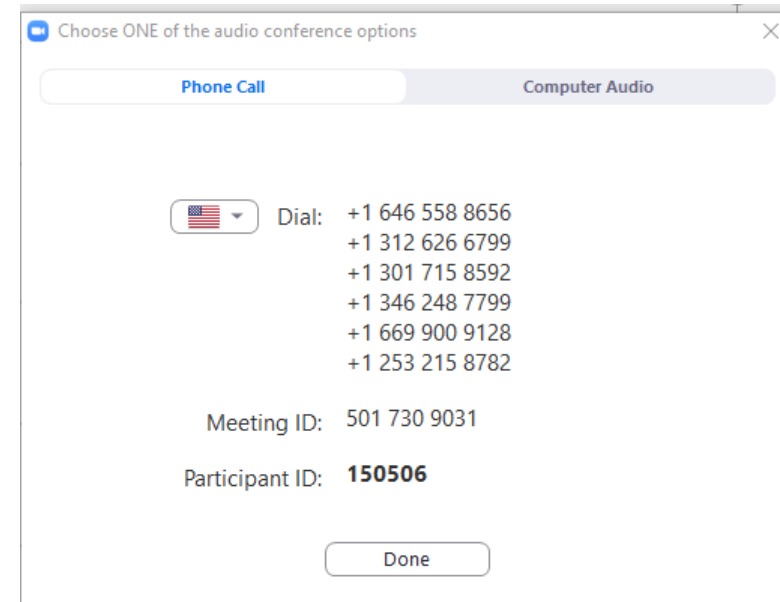 Choose ONE of the audio conference options
Phone Call Computer Audio
Dial: +1 646 558 8656
+1 312 626 6799
+1 301 715 8592
+1 346 248 7799
+1 669 900 9128
+1 253 215 8782
Meeting ID: 501 730 9031
Participant ID: 150506
Done